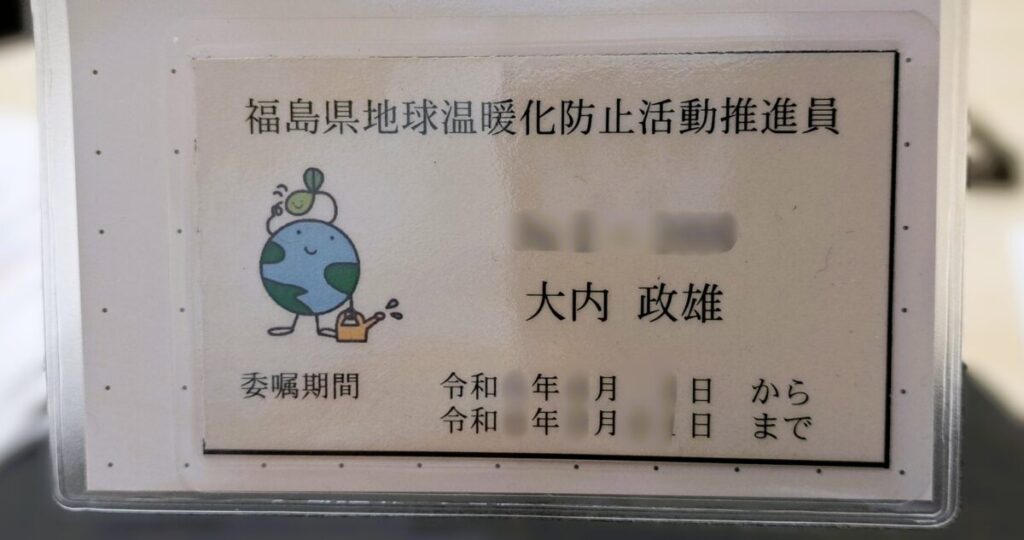 福島県地球温暖化防止活動推進員
大内 政雄
委嘱期間 令和 年 月 日 から
令和 年 月 日 まで